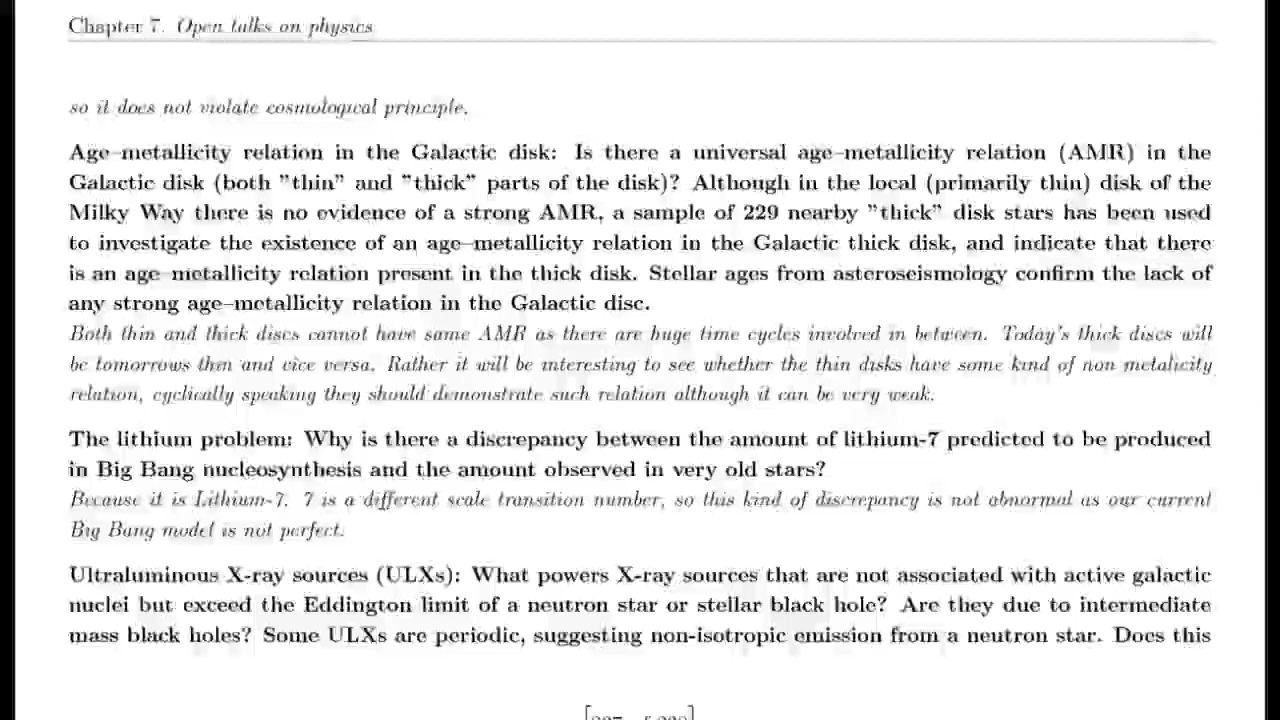 Chapter 7. Open talks on physics
so it does not violate cosmological principle.
Age–metallicity relation in the Galactic disk: Is there a universal age–metallicity relation (AMR) in the
Galactic disk (both "thin" and "thick" parts of the disk)? Although in the local (primarily thin) disk of the
Milky Way there is no evidence of a strong AMR, a sample of 229 nearby "thick" disk stars has been used
to investigate the existence of an age–metallicity relation in the Galactic thick disk, and indicate that there
is an age–metallicity relation present in the thick disk. Stellar ages from asteroseismology confirm the lack of
any strong age–metallicity relation in the Galactic disc.
Both thin and thick discs cannot have same AMR as there are huge time cycles involved in between. Today's thick discs will
be tomorrows then and vice versa. Rather it will be interesting to see whether the thin disks have some kind of non metalicity
relation, cyclically speaking they should demonstrate such relation although it can be very weak.
The lithium problem: Why is there a discrepancy between the amount of lithium-7 predicted to be produced
in Big Bang nucleosynthesis and the amount observed in very old stars?
Because it is Lithium-7. 7 is a different scale transition number, so this kind of discrepancy is not abnormal as our current
Big Bang model is not perfect.
Ultraluminous X-ray sources (ULXs): What powers X-ray sources that are not associated with active galactic
nuclei but exceed the Eddington limit of a neutron star or stellar black hole? Are they due to intermediate
mass black holes? Some ULXs are periodic, suggesting non-isotropic emission from a neutron star. Does this